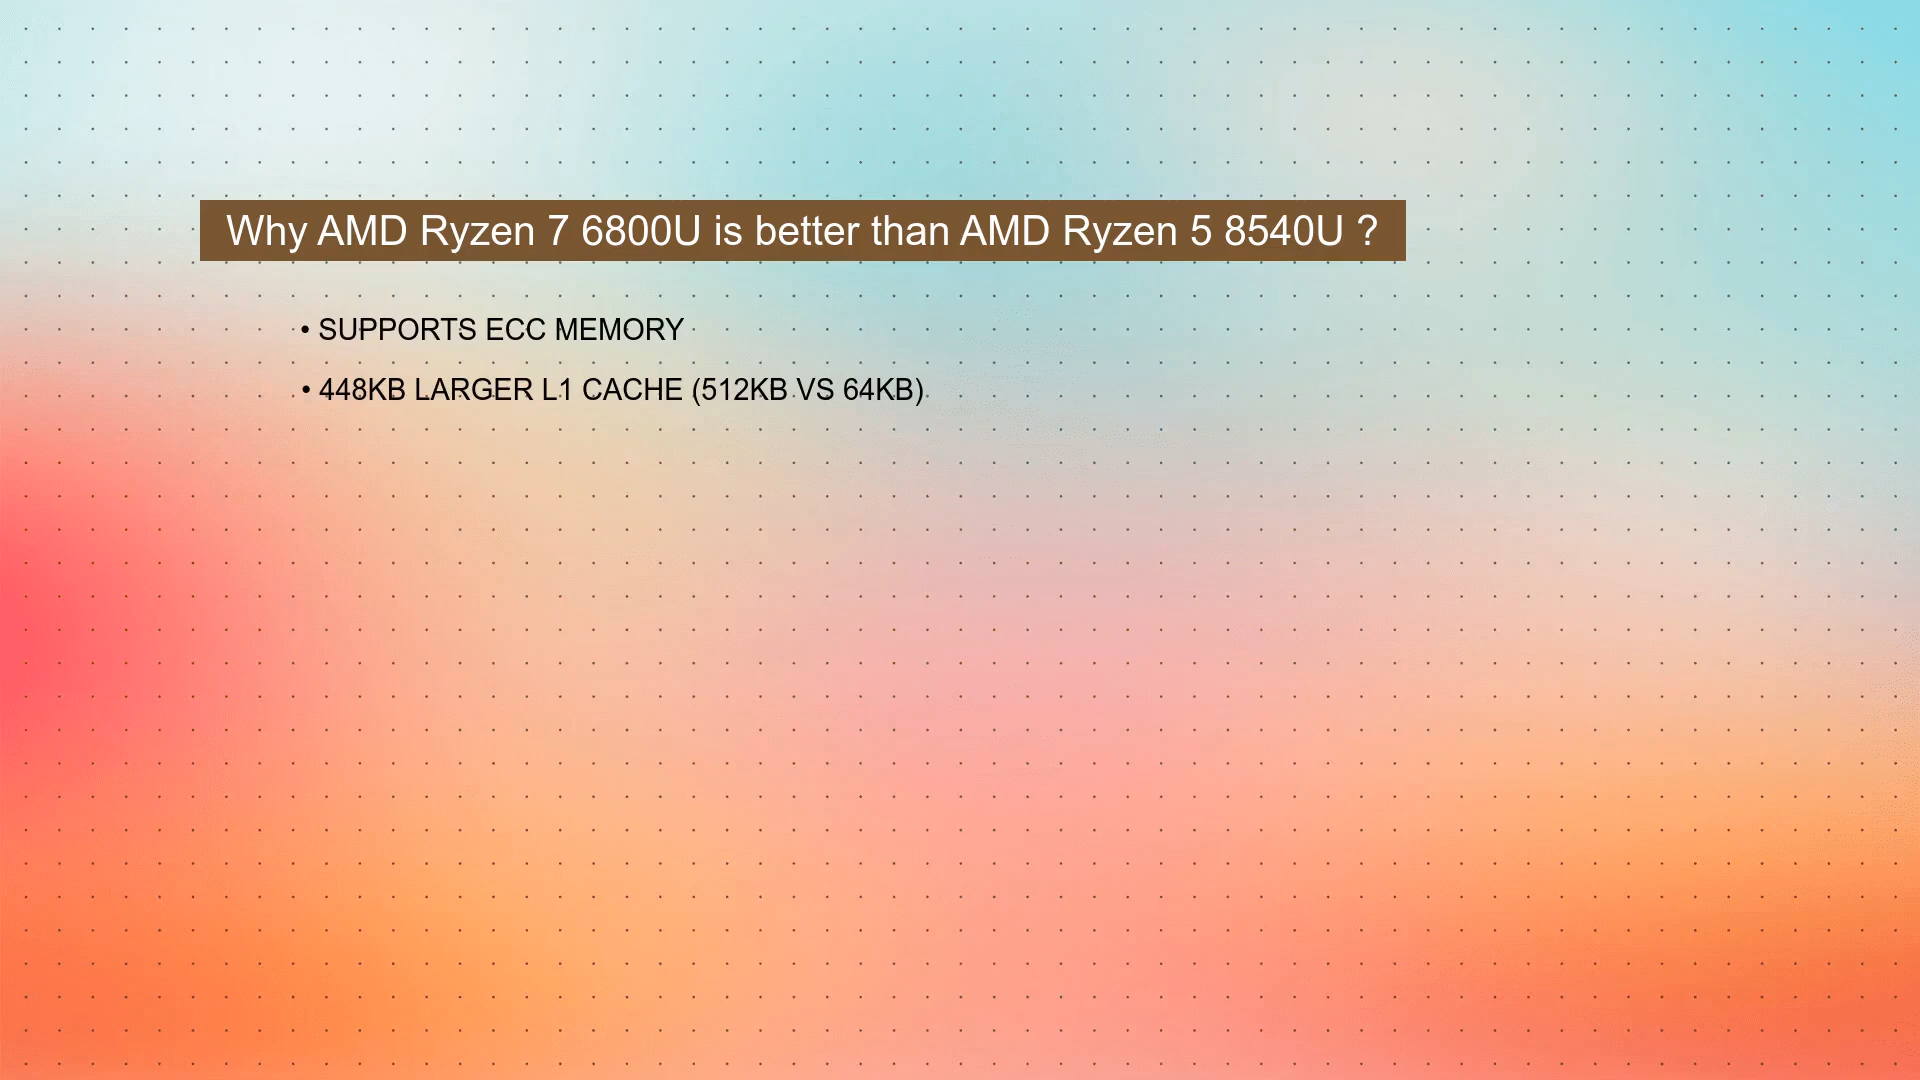 Why AMD Ryzen 7 6800U is better than AMD Ryzen 5 8540U ?
• SUPPORTS ECC MEMORY
• 448KB LARGER L1 CACHE (512KB VS 64KB)